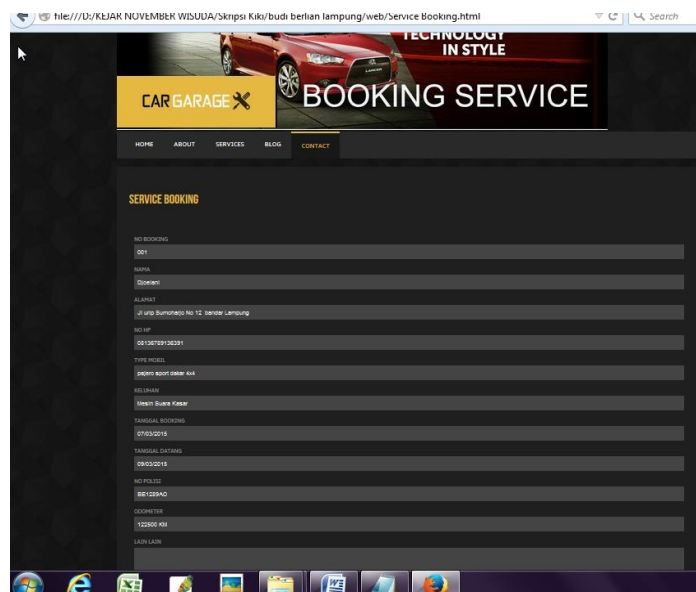 file:///D:/KEJAR NOVEMBER WISUDA/Skripsi Kiki/budi berlian lampung/web/Service Booking.html
Search
TECHNOLOGY
IN STYLE
CAR GARAGE
BOOKING SERVICE
HOME ABOUT SERVICES BLOG CONTACT
SERVICE BOOKING
NO BOOKING
001
NAMA
Djoelani
ALAMAT
Jl urip Sumoharjo No 12 bandar Lampung
NO HP
08136789136391
TYPE MOBIL
pajero sport dakar 4x4
KELUHAN
Mesin Suara Kasar
TANGGAL BOOKING
07/03/2015
TANGGAL DATANG
09/03/2015
NO POLISI
BE1289AO
ODOMETER
122500 KM
LAIN LAIN